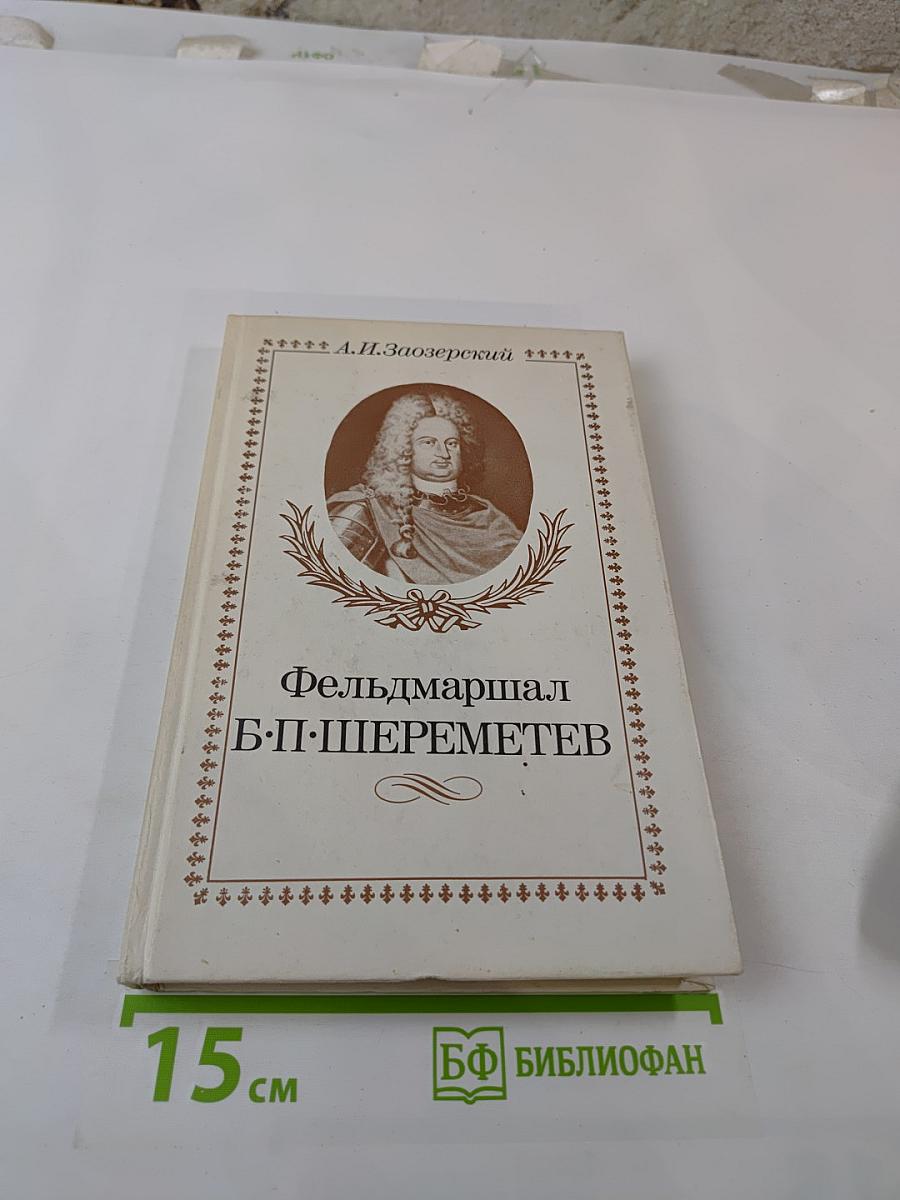 А.И.Заозерский
Фельдмаршал
Б·П·ШЕРЕМЕТЕВ
15 см
БФ БИБЛИОФАН